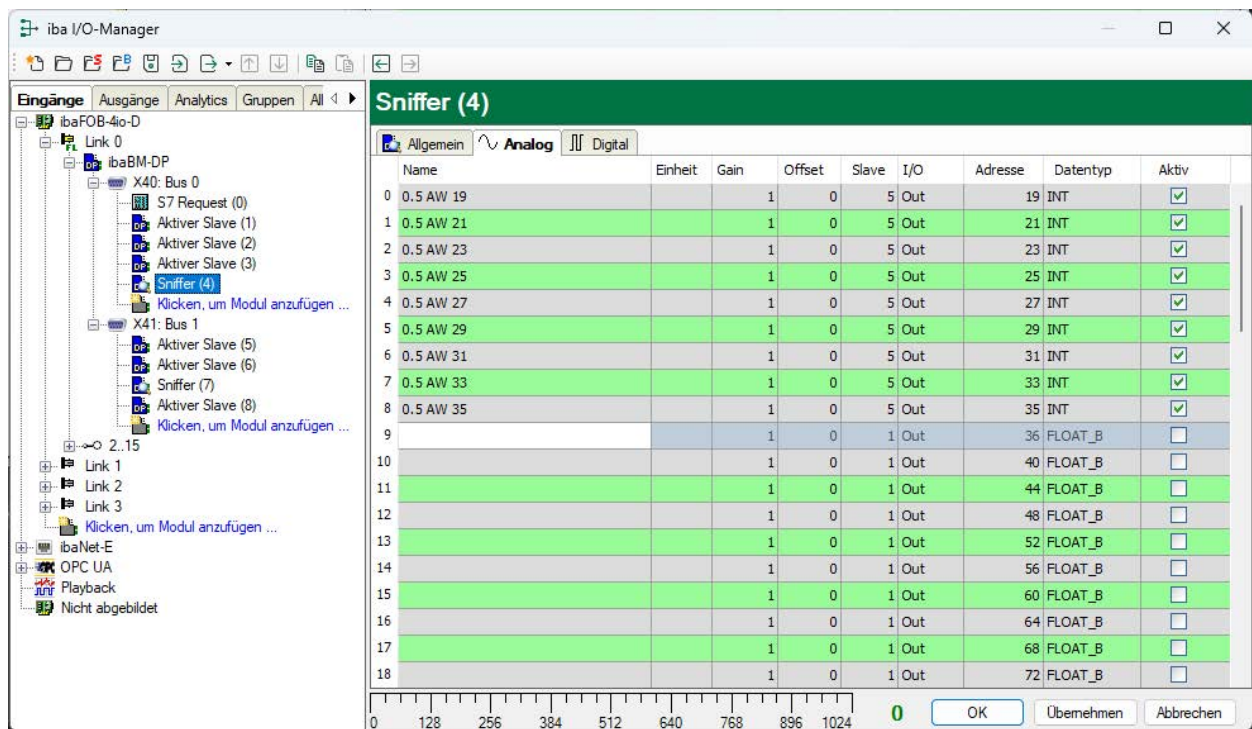 iba I/O-Manager
Eingänge Ausgänge Analytics Gruppen All
ibaFOB-4io-D
Link 0
ibaBM-DP
X40: Bus 0
S7 Request (0)
Aktiver Slave (1)
Aktiver Slave (2)
Aktiver Slave (3)
Sniffer (4)
Klicken, um Modul anzufügen ...
X41: Bus 1
Aktiver Slave (5)
Aktiver Slave (6)
Sniffer (7)
Aktiver Slave (8)
Klicken, um Modul anzufügen ...
2..15
Link 1
Link 2
Link 3
Klicken, um Modul anzufügen ...
ibaNet-E
OPC UA
Playback
Nicht abgebildet
Sniffer (4)
Allgemein Analog Digital
Name Einheit Gain Offset Slave I/O Adresse Datentyp Aktiv
0 0.5 AW 19 1 0 5 Out 19 INT
1 0.5 AW 21 1 0 5 Out 21 INT
2 0.5 AW 23 1 0 5 Out 23 INT
3 0.5 AW 25 1 0 5 Out 25 INT
4 0.5 AW 27 1 0 5 Out 27 INT
5 0.5 AW 29 1 0 5 Out 29 INT
6 0.5 AW 31 1 0 5 Out 31 INT
7 0.5 AW 33 1 0 5 Out 33 INT
8 0.5 AW 35 1 0 5 Out 35 INT
9 1 0 1 Out 36 FLOAT_B
10 1 0 1 Out 40 FLOAT_B
11 1 0 1 Out 44 FLOAT_B
12 1 0 1 Out 48 FLOAT_B
13 1 0 1 Out 52 FLOAT_B
14 1 0 1 Out 56 FLOAT_B
15 1 0 1 Out 60 FLOAT_B
16 1 0 1 Out 64 FLOAT_B
17 1 0 1 Out 68 FLOAT_B
18 1 0 1 Out 72 FLOAT_B
0 128 256 384 512 640 768 896 1024 0 OK Übernehmen Abbrechen